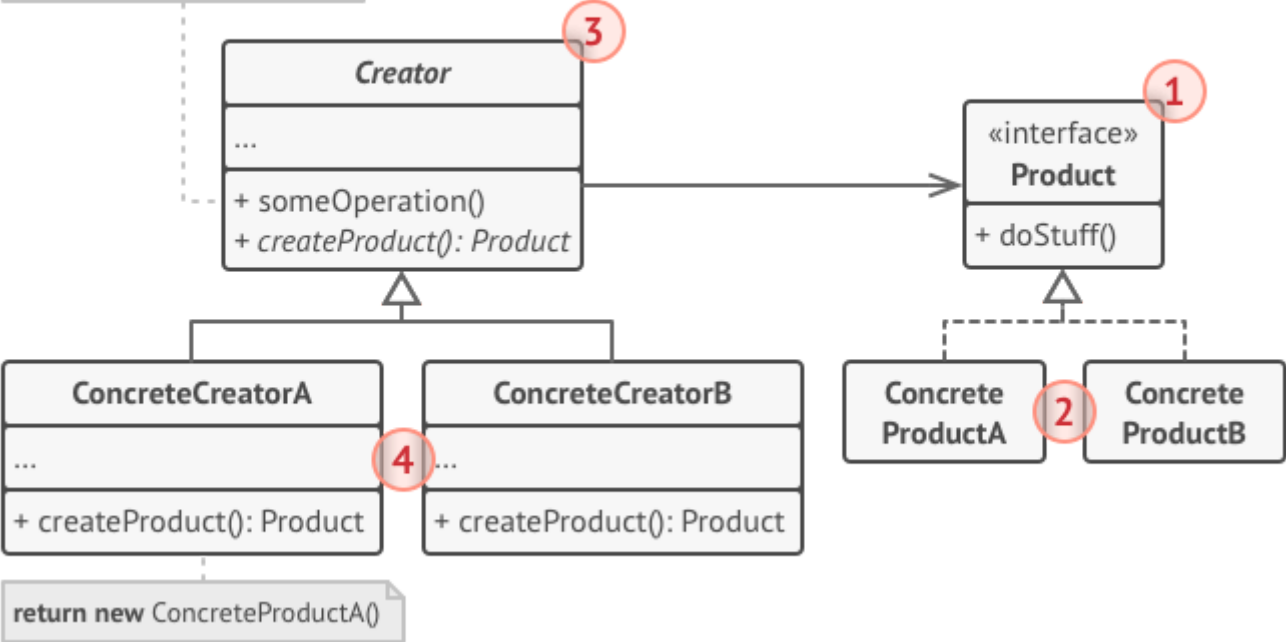 3
Creator
...
+ someOperation()
+ createProduct(): Product
1
«interface»
Product
+ doStuff()
ConcreteCreatorA
...
+ createProduct(): Product
4
ConcreteCreatorB
...
+ createProduct(): Product
Concrete
ProductA
2
Concrete
ProductB
return new ConcreteProductA()